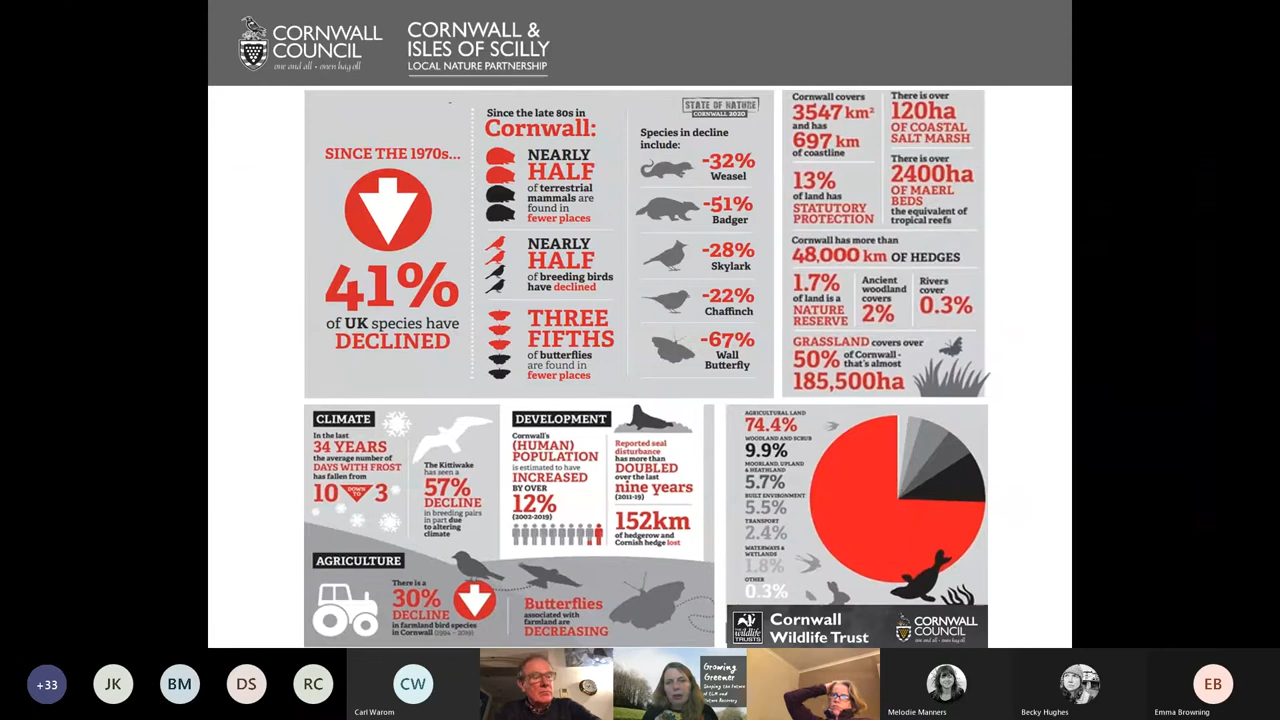 CORNWALL
COUNCIL
one and all • onen hag oll
CORNWALL &
ISLES OF SCILLY
LOCAL NATURE PARTNERSHIP
SINCE THE 1970s...
41%
of UK species have
DECLINED
Since the late 80s in
Cornwall:
NEARLY
HALF
of terrestrial
mammals are
found in
fewer places
NEARLY
HALF
of breeding birds
have declined
THREE
FIFTHS
of butterflies
are found in
fewer places
STATE OF NATURE
CORNWALL 2020
Species in decline
include:
-32%
Weasel
-51%
Badger
-28%
Skylark
-22%
Chaffinch
-67%
Wall
Butterfly
Cornwall covers
3547 km²
and has
697 km
of coastline
There is over
120ha
OF COASTAL
SALT MARSH
13%
of land has
STATUTORY
PROTECTION
There is over
2400ha
OF MAERL
BEDS
the equivalent of
tropical reefs
Cornwall has more than
48,000 km OF HEDGES
1.7%
of land is a
NATURE
RESERVE
Ancient
woodland
covers
2%
Rivers
cover
0.3%
GRASSLAND covers over
50% of Cornwall -
that's almost
185,500ha
CLIMATE
In the last
34 YEARS
the average number of
DAYS WITH FROST
has fallen from
10 DOWN TO 3
The Kittiwake
has seen a
57%
DECLINE
in breeding pairs
in part due
to altering
climate
DEVELOPMENT
Cornwall's
(HUMAN)
POPULATION
is estimated to have
INCREASED
BY OVER
12%
(2002-2019)
Reported seal
disturbance
has more than
DOUBLED
over the last
nine years
(2011-19)
152km
of hedgerow and
Cornish hedge lost
AGRICULTURE
There is a
30%
DECLINE
in farmland bird species
in Cornwall (1994 - 2019)
Butterflies
associated with
farmland are
DECREASING
AGRICULTURAL LAND
74.4%
WOODLAND AND SCRUB
9.9%
MOORLAND, UPLAND
& HEATHLAND
5.7%
BUILT ENVIRONMENT
5.5%
TRANSPORT
2.4%
WATERWAYS &
WETLANDS
1.8%
OTHER
0.3%
THE
wildlife
TRUSTS
Cornwall
Wildlife Trust
CORNWALL
COUNCIL
one and all • onen hag oll
+33
JK
BM
DS
RC
CW
Carl Warom
Growing
Greener
Shaping the Future
of ELM and
Nature Recovery
Melodie Manners
Becky Hughes
EB
Emma Browning